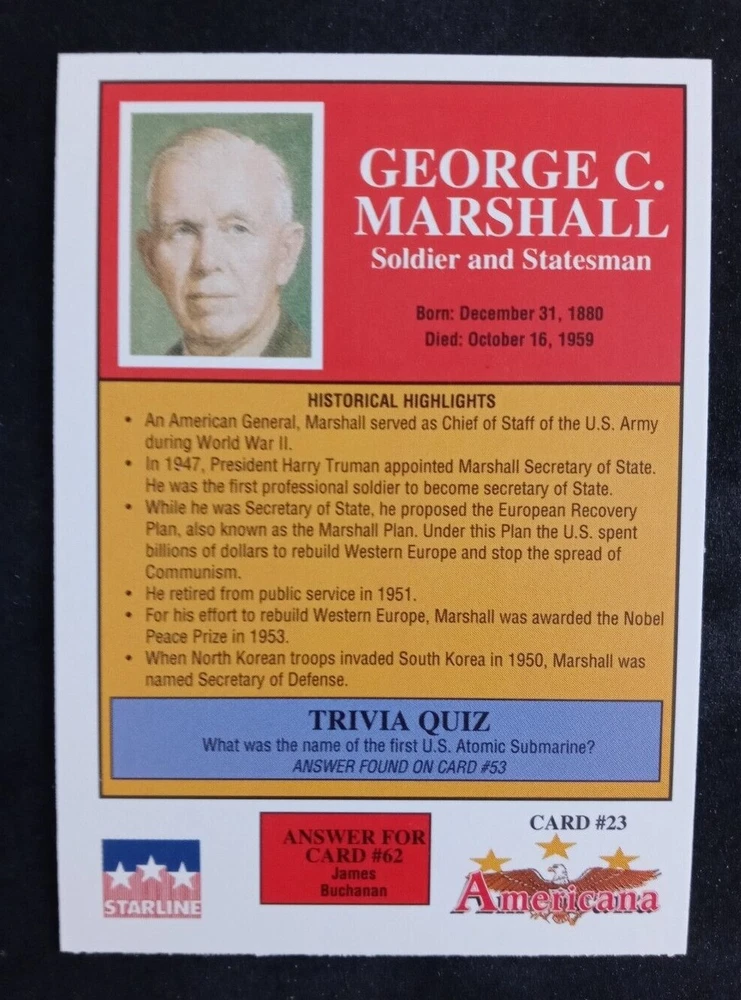 GEORGE C.
MARSHALL
Soldier and Statesman
Born: December 31, 1880
Died: October 16, 1959
HISTORICAL HIGHLIGHTS
• An American General, Marshall served as Chief of Staff of the U.S. Army
during World War II.
• In 1947, President Harry Truman appointed Marshall Secretary of State.
He was the first professional soldier to become secretary of State.
• While he was Secretary of State, he proposed the European Recovery
Plan, also known as the Marshall Plan. Under this Plan the U.S. spent
billions of dollars to rebuild Western Europe and stop the spread of
Communism.
• He retired from public service in 1951.
• For his effort to rebuild Western Europe, Marshall was awarded the Nobel
Peace Prize in 1953.
• When North Korean troops invaded South Korea in 1950, Marshall was
named Secretary of Defense.
TRIVIA QUIZ
What was the name of the first U.S. Atomic Submarine?
ANSWER FOUND ON CARD #53
STARLINE
ANSWER FOR
CARD #62
James
Buchanan
CARD #23
Americana